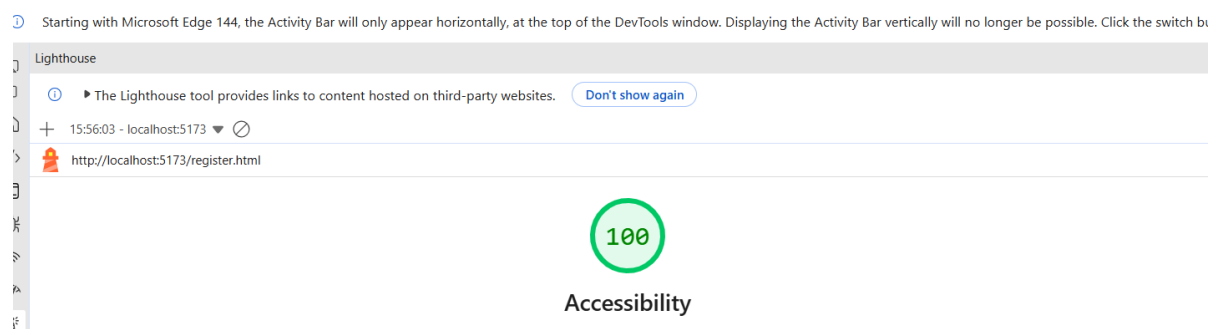 Starting with Microsoft Edge 144, the Activity Bar will only appear horizontally, at the top of the DevTools window. Displaying the Activity Bar vertically will no longer be possible. Click the switch
Lighthouse
The Lighthouse tool provides links to content hosted on third-party websites. Don't show again
15:56:03 - localhost:5173
http://localhost:5173/register.html
100
Accessibility